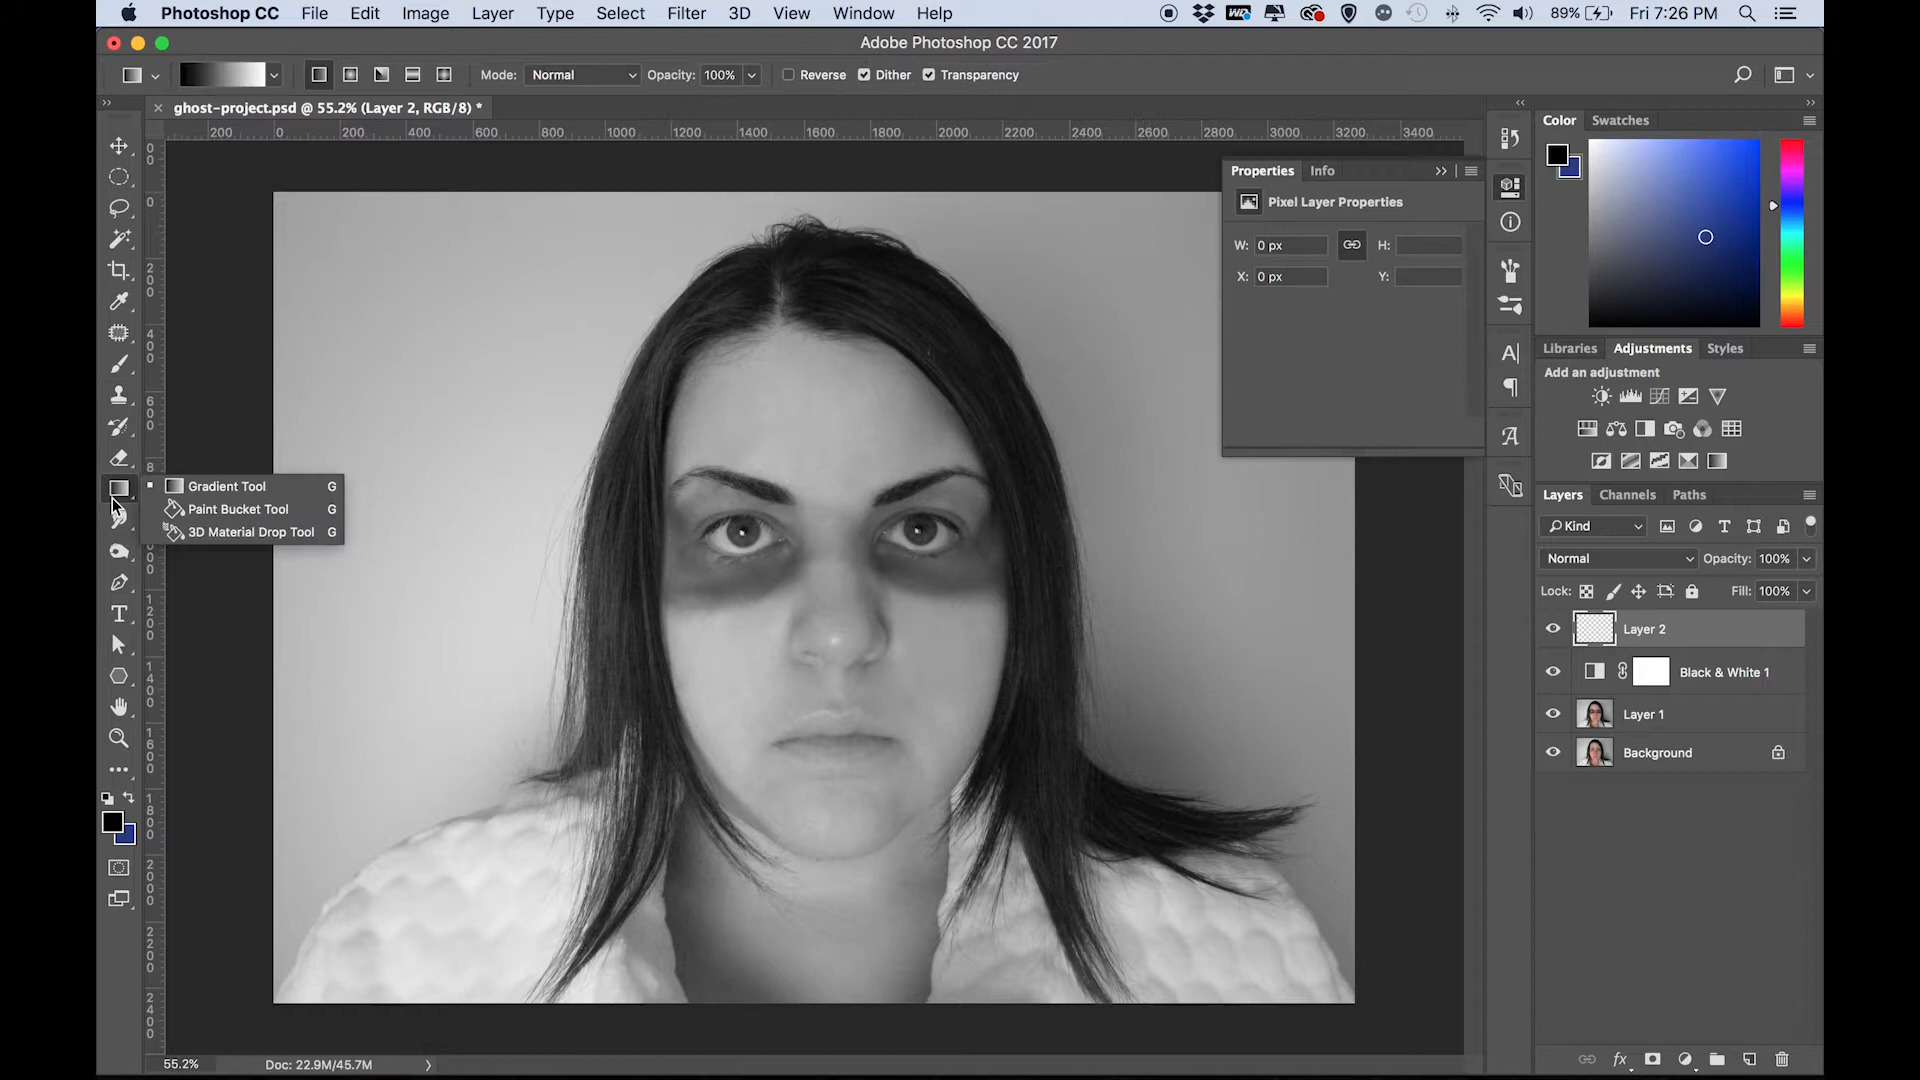 Photoshop CC File Edit Image Layer Type Select Filter 3D View Window Help 89% Fri 7:26 PM
Adobe Photoshop CC 2017
Mode: Normal Opacity: 100% Reverse Dither Transparency
ghost-project.psd @ 55.2% (Layer 2, RGB/8) *
200 0 200 400 600 800 1000 1200 1400 1600 1800 2000 2200 2400 2600 2800 3000 3200 3400
Gradient Tool G
Paint Bucket Tool G
3D Material Drop Tool G
Properties Info
Pixel Layer Properties
W: 0 px H:
X: 0 px Y:
Color Swatches
Libraries Adjustments Styles
Add an adjustment
Layers Channels Paths
Kind
Normal Opacity: 100%
Lock: Fill: 100%
Layer 2
Black & White 1
Layer 1
Background
55.2% Doc: 22.9M/45.7M